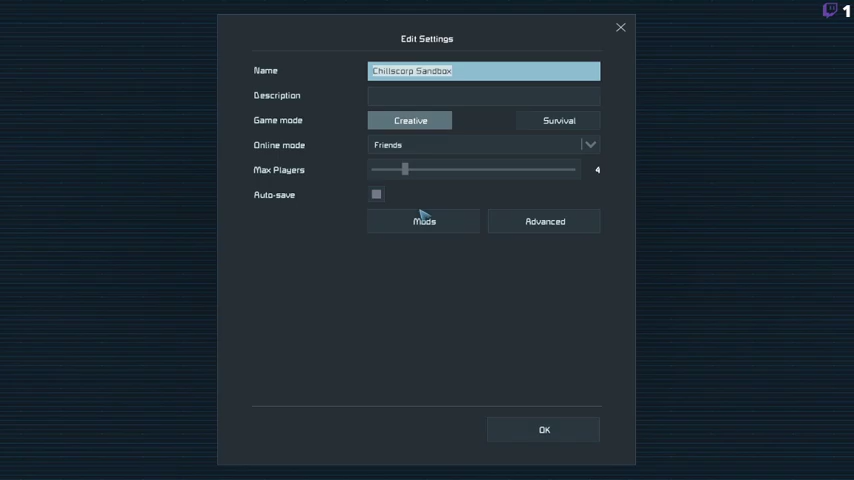 1
Edit Settings
Name Chillscorp Sandbox
Description
Game mode Creative Survival
Online mode Friends
Max Players 4
Auto-save
Mods Advanced
OK